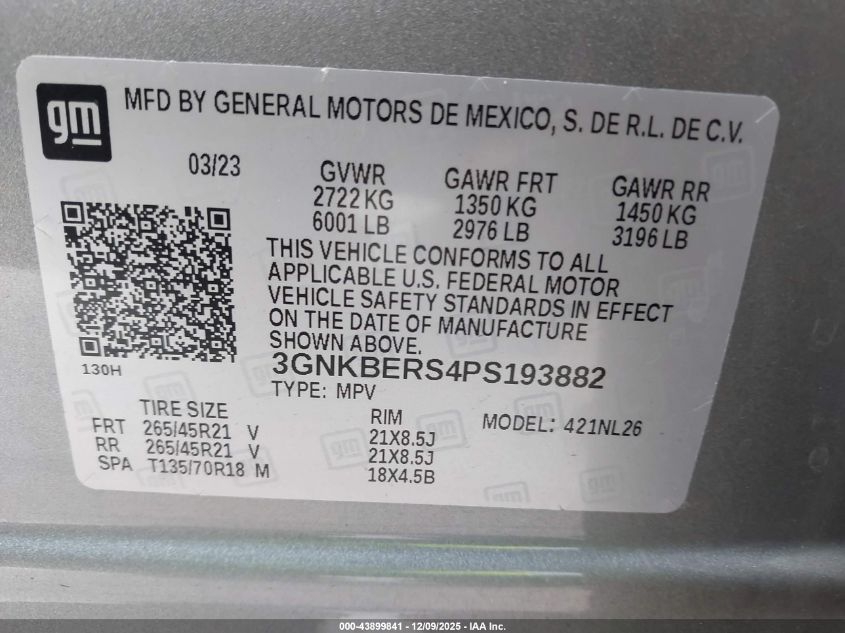 gm
MFD BY GENERAL MOTORS DE MEXICO, S. DE R.L. DE C.V.
03/23
GVWR GAWR FRT GAWR RR
2722 KG 1350 KG 1450 KG
6001 LB 2976 LB 3196 LB
THIS VEHICLE CONFORMS TO ALL
APPLICABLE U.S. FEDERAL MOTOR
VEHICLE SAFETY STANDARDS IN EFFECT
ON THE DATE OF MANUFACTURE
SHOWN ABOVE.
130H
3GNKBERS4PS193882
TYPE: MPV
TIRE SIZE RIM MODEL: 421NL26
FRT 265/45R21 V 21X8.5J
RR 265/45R21 V 21X8.5J
SPA T135/70R18 M 18X4.5B
000-43899841 - 12/09/2025 - IAA Inc.